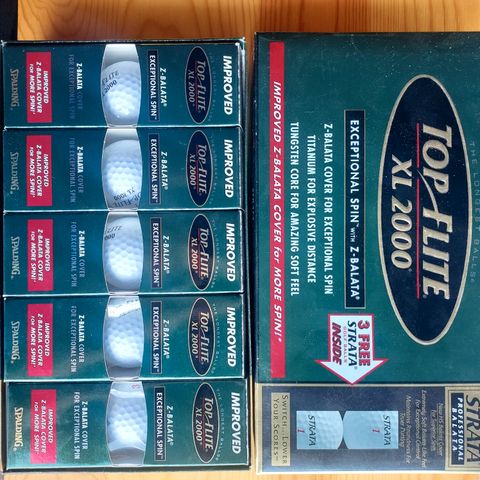 IMPROVED
TOP-FLITE
XL 2000
EXCEPTIONAL SPIN
Z-BALATA®
Z-BALATA COVER
FOR EXCEPTIONAL SPIN
IMPROVED
Z-BALATA COVER
FOR MORE SPIN!
SPALDING
IMPROVED
TOP-FLITE
XL 2000
EXCEPTIONAL SPIN
Z-BALATA®
Z-BALATA COVER
FOR EXCEPTIONAL SPIN
IMPROVED
Z-BALATA COVER
FOR MORE SPIN!
SPALDING
IMPROVED
TOP-FLITE
XL 2000
EXCEPTIONAL SPIN
Z-BALATA®
Z-BALATA COVER
FOR EXCEPTIONAL SPIN
IMPROVED
Z-BALATA COVER
FOR MORE SPIN!
SPALDING
IMPROVED
TOP-FLITE
XL 2000
EXCEPTIONAL SPIN
Z-BALATA®
Z-BALATA COVER
FOR EXCEPTIONAL SPIN
IMPROVED
Z-BALATA COVER
FOR MORE SPIN!
SPALDING
IMPROVED
TOP-FLITE
XL 2000
EXCEPTIONAL SPIN
Z-BALATA®
Z-BALATA COVER
FOR EXCEPTIONAL SPIN
IMPROVED
Z-BALATA COVER
FOR MORE SPIN!
SPALDING
TOP-FLITE
XL 2000
EXCEPTIONAL SPIN WITH Z-BALATA®
Z-BALATA COVER FOR EXCEPTIONAL SPIN
TITANIUM FOR EXPLOSIVE DISTANCE
TUNGSTEN CORE FOR AMAZING SOFT FEEL
IMPROVED Z-BALATA COVER for MORE SPIN!
3 FREE
STRATA
INSIDE
STRATA
PROFESSIONAL
STRATA
1
STRATA
1
SWITCH...LOWER
YOUR SCORES